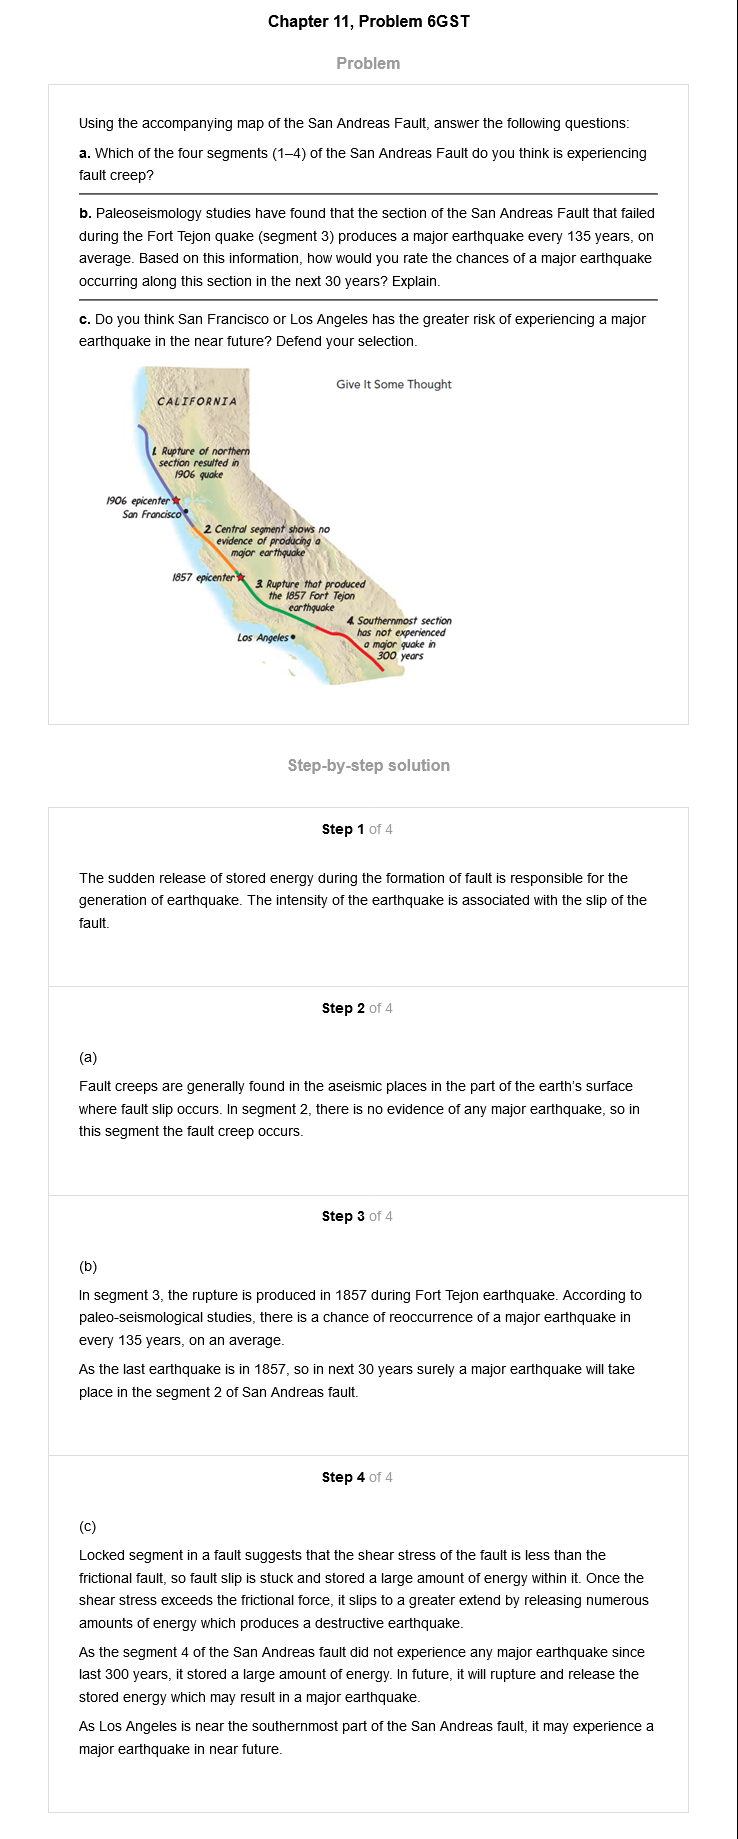 Chapter 11, Problem 6GST
Problem
Using the accompanying map of the San Andreas Fault, answer the following questions:
a. Which of the four segments (1–4) of the San Andreas Fault do you think is experiencing
fault creep?
b. Paleoseismology studies have found that the section of the San Andreas Fault that failed
during the Fort Tejon quake (segment 3) produces a major earthquake every 135 years, on
average. Based on this information, how would you rate the chances of a major earthquake
occurring along this section in the next 30 years? Explain.
c. Do you think San Francisco or Los Angeles has the greater risk of experiencing a major
earthquake in the near future? Defend your selection.
Give It Some Thought
CALIFORNIA
1. Rupture of northern
section resulted in
1906 quake
1906 epicenter
San Francisco
2. Central segment shows no
evidence of producing a
major earthquake
1857 epicenter
3. Rupture that produced
the 1857 Fort Tejon
earthquake
4. Southernmost section
has not experienced
a major quake in
300 years
Los Angeles
Step-by-step solution
Step 1 of 4
The sudden release of stored energy during the formation of fault is responsible for the
generation of earthquake. The intensity of the earthquake is associated with the slip of the
fault.
Step 2 of 4
(a)
Fault creeps are generally found in the aseismic places in the part of the earth's surface
where fault slip occurs. In segment 2, there is no evidence of any major earthquake, so in
this segment the fault creep occurs.
Step 3 of 4
(b)
In segment 3, the rupture is produced in 1857 during Fort Tejon earthquake. According to
paleo-seismological studies, there is a chance of reoccurrence of a major earthquake in
every 135 years, on an average.
As the last earthquake is in 1857, so in next 30 years surely a major earthquake will take
place in the segment 2 of San Andreas fault.
Step 4 of 4
(c)
Locked segment in a fault suggests that the shear stress of the fault is less than the
frictional fault, so fault slip is stuck and stored a large amount of energy within it. Once the
shear stress exceeds the frictional force, it slips to a greater extend by releasing numerous
amounts of energy which produces a destructive earthquake.
As the segment 4 of the San Andreas fault did not experience any major earthquake since
last 300 years, it stored a large amount of energy. In future, it will rupture and release the
stored energy which may result in a major earthquake.
As Los Angeles is near the southernmost part of the San Andreas fault, it may experience a
major earthquake in near future.